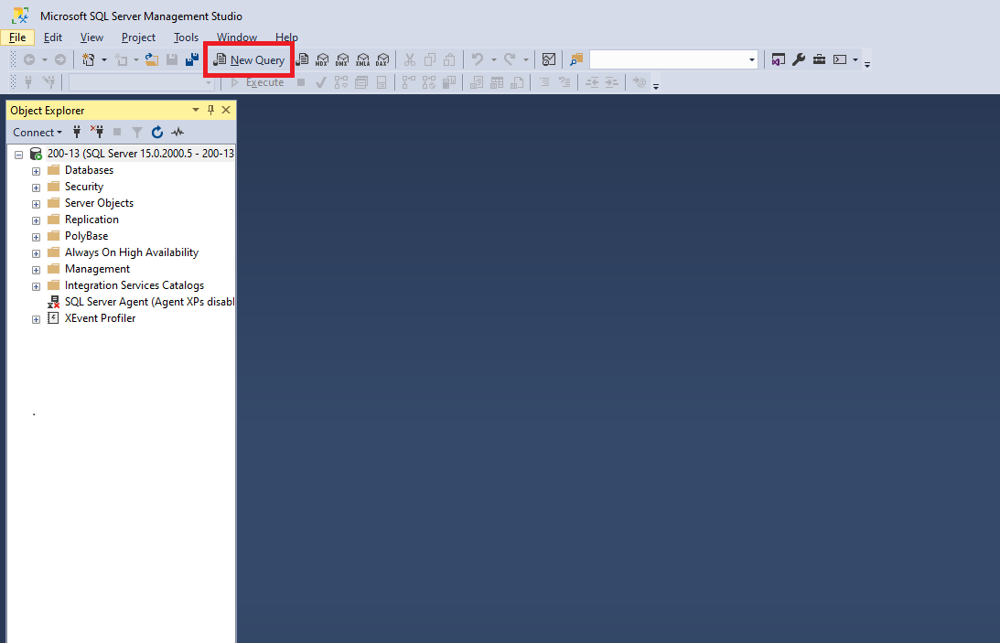 Microsoft SQL Server Management Studio
File Edit View Project Tools Window Help
New Query MDX DMX XMLA DAX
Execute
Object Explorer
Connect
200-13 (SQL Server 15.0.2000.5 - 200-13
Databases
Security
Server Objects
Replication
PolyBase
Always On High Availability
Management
Integration Services Catalogs
SQL Server Agent (Agent XPs disabl
XEvent Profiler